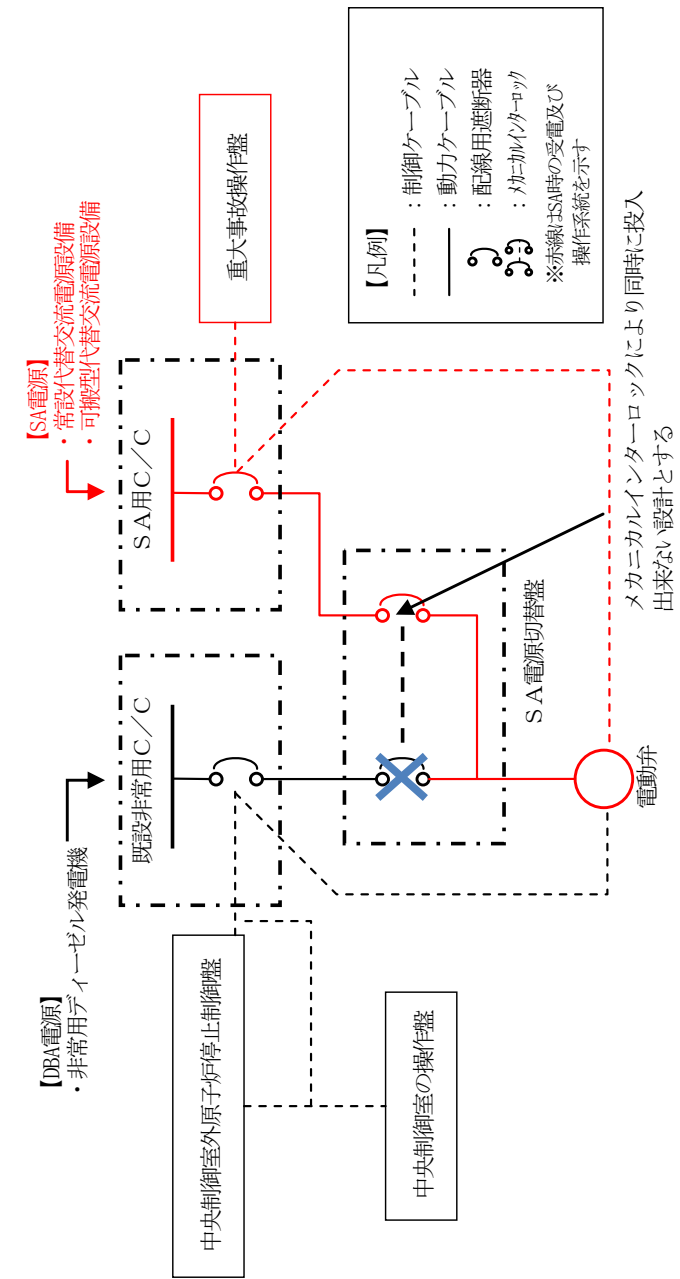 【DBA電源】
・非常用ディーゼル発電機
【SA電源】
・常設代替交流電源設備
・可搬型代替交流電源設備
既設非常用C／C
ＳA用C／C
中央制御室外原子炉停止制御盤
中央制御室の操作盤
重大事故操作盤
ＳＡ電源切替盤
電動弁
メカニカルインターロックにより同時に投入
出来ない設計とする
【凡例】
：制御ケーブル
：動力ケーブル
：配線用遮断器
：ﾒｶﾆｶﾙｲﾝﾀｰﾛｯｸ
※赤線はSA時の受電及び
操作系統を示す